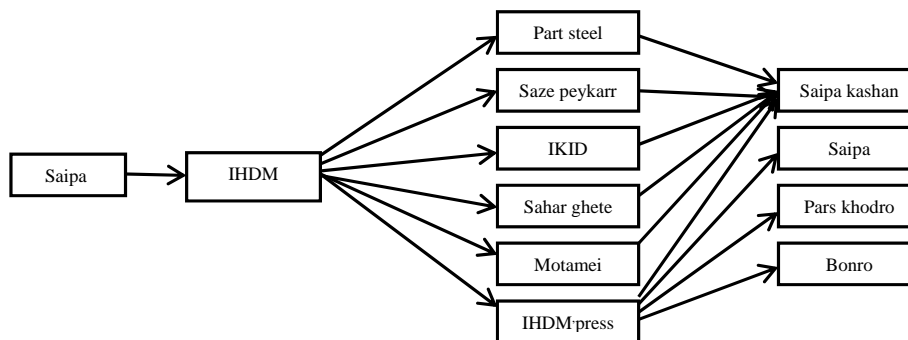 Saipa
IHDM
Part steel
Saze peykarr
IKID
Sahar ghete
Motamei
IHDM·press
Saipa kashan
Saipa
Pars khodro
Bonro